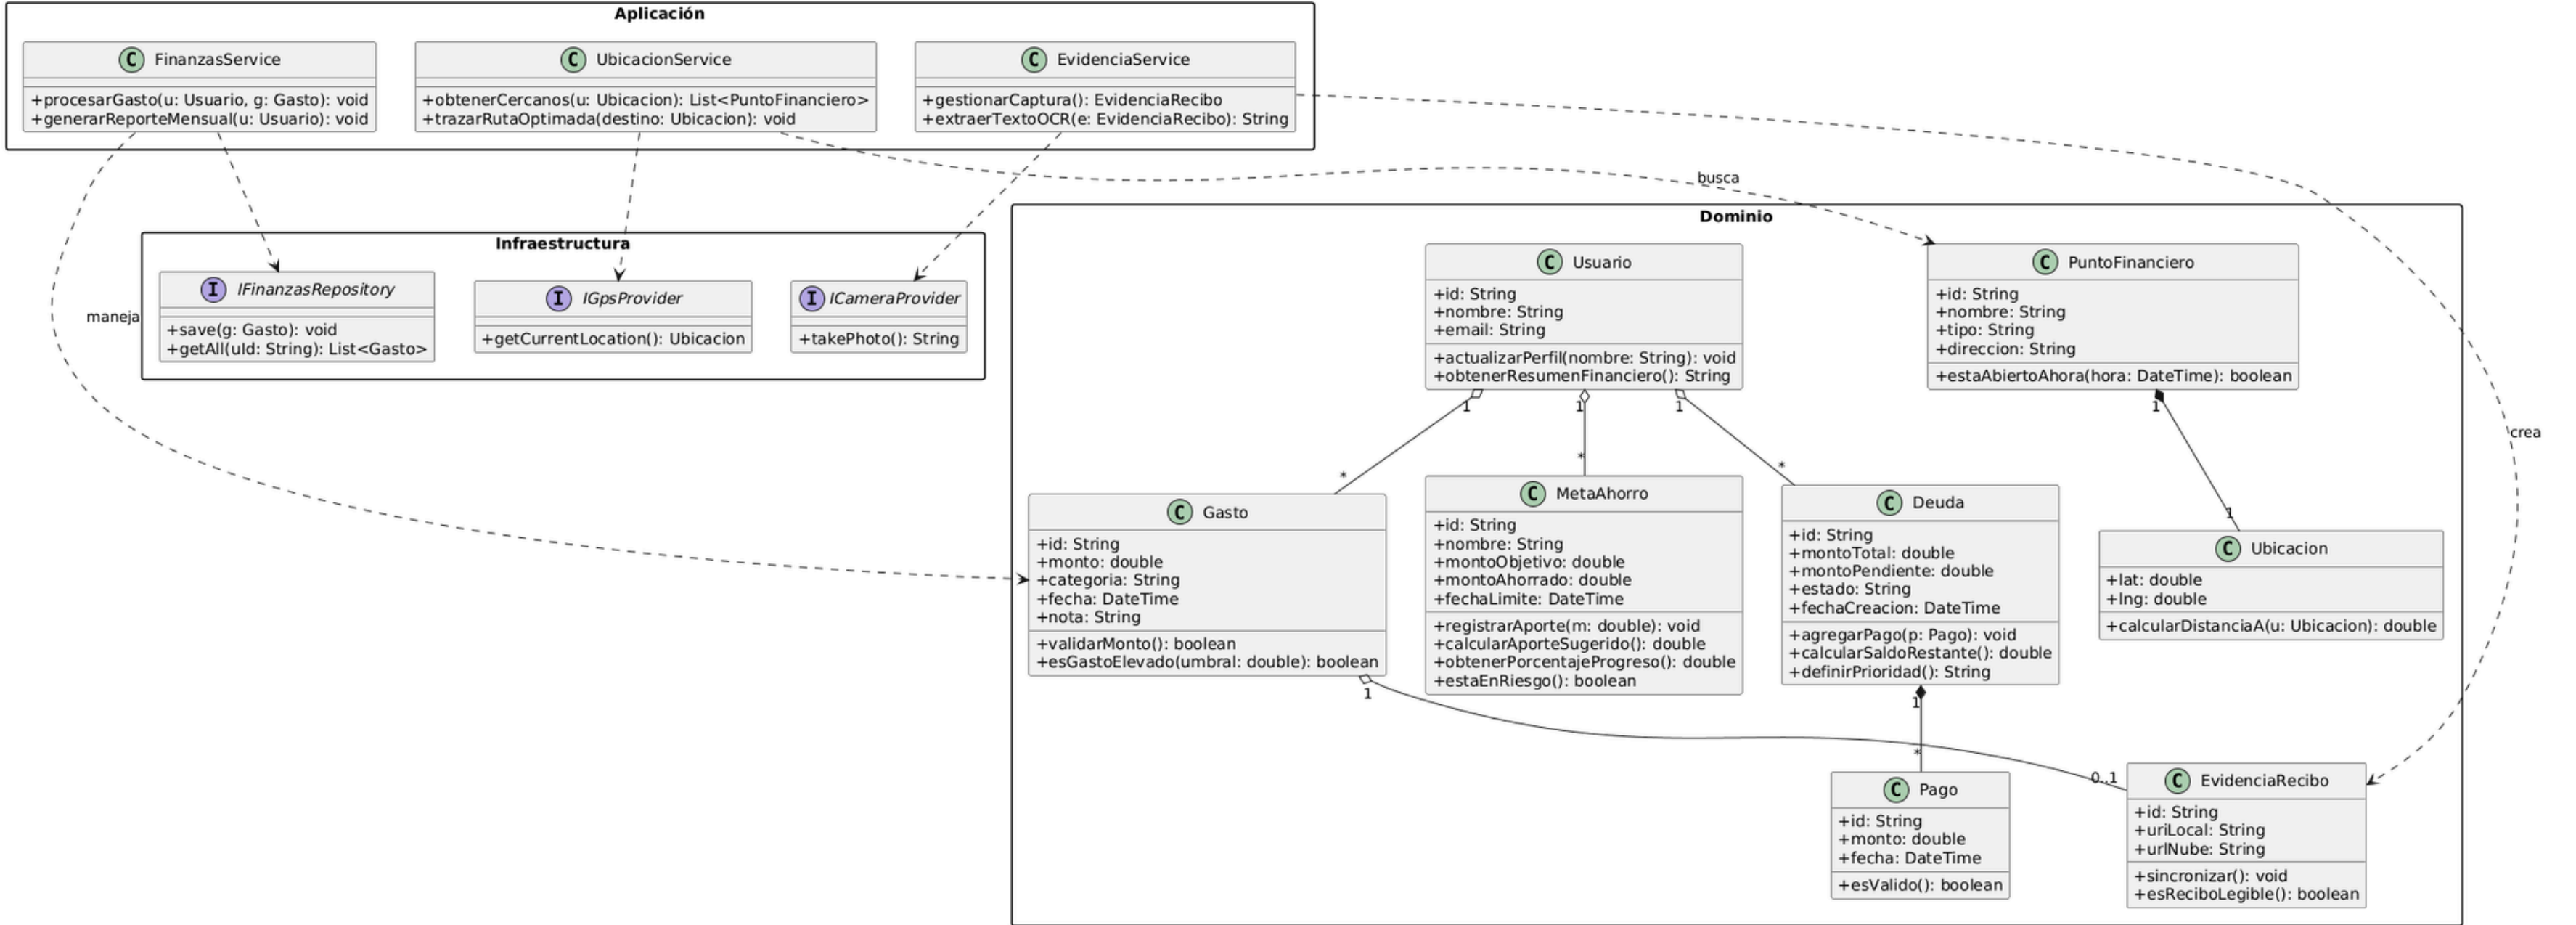 Aplicación
C FinanzasService
+procesarGasto(u: Usuario, g: Gasto): void
+generarReporteMensual(u: Usuario): void
C UbicacionService
+obtenerCercanos(u: Ubicacion): List<PuntoFinanciero>
+trazarRutaOptimada(destino: Ubicacion): void
C EvidenciaService
+gestionarCaptura(): EvidenciaRecibo
+extraerTextoOCR(e: EvidenciaRecibo): String
busca
maneja
crea
Infraestructura
I IFinanzasRepository
+save(g: Gasto): void
+getAll(uId: String): List<Gasto>
I IGpsProvider
+getCurrentLocation(): Ubicacion
I ICameraProvider
+takePhoto(): String
Dominio
C Usuario
+id: String
+nombre: String
+email: String
+actualizarPerfil(nombre: String): void
+obtenerResumenFinanciero(): String
1
1
1
*
*
*
C PuntoFinanciero
+id: String
+nombre: String
+tipo: String
+direccion: String
+estaAbiertoAhora(hora: DateTime): boolean
1
1
C Gasto
+id: String
+monto: double
+categoria: String
+fecha: DateTime
+nota: String
+validarMonto(): boolean
+esGastoElevado(umbral: double): boolean
1
0..1
C MetaAhorro
+id: String
+nombre: String
+montoObjetivo: double
+montoAhorrado: double
+fechaLimite: DateTime
+registrarAporte(m: double): void
+calcularAporteSugerido(): double
+obtenerPorcentajeProgreso(): double
+estaEnRiesgo(): boolean
C Deuda
+id: String
+montoTotal: double
+montoPendiente: double
+estado: String
+fechaCreacion: DateTime
+agregarPago(p: Pago): void
+calcularSaldoRestante(): double
+definirPrioridad(): String
1
*
C Ubicacion
+lat: double
+lng: double
+calcularDistanciaA(u: Ubicacion): double
C Pago
+id: String
+monto: double
+fecha: DateTime
+esValido(): boolean
C EvidenciaRecibo
+id: String
+uriLocal: String
+urlNube: String
+sincronizar(): void
+esReciboLegible(): boolean